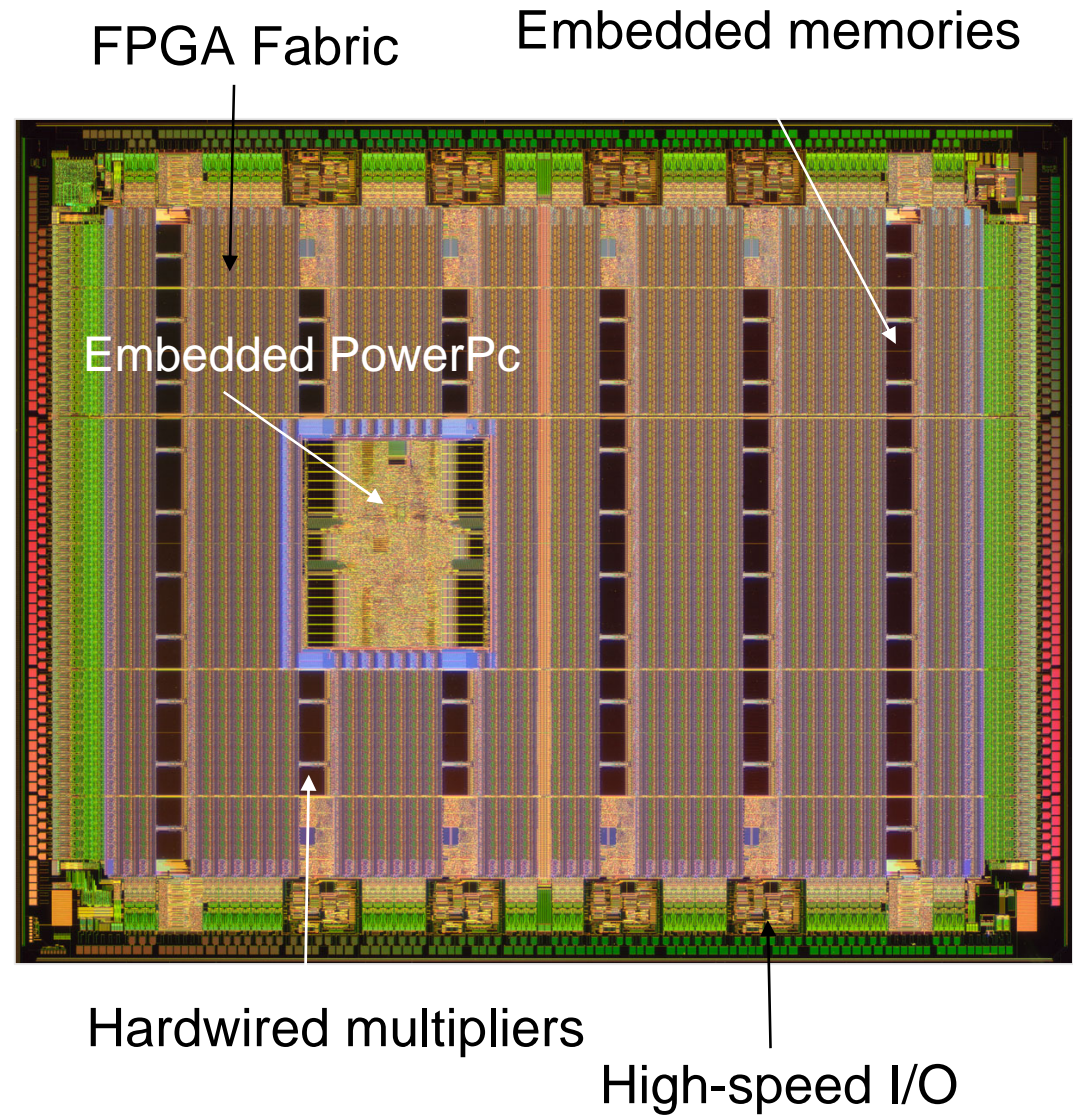 FPGA Fabric
Embedded memories
Embedded PowerPc
Hardwired multipliers
High-speed I/O